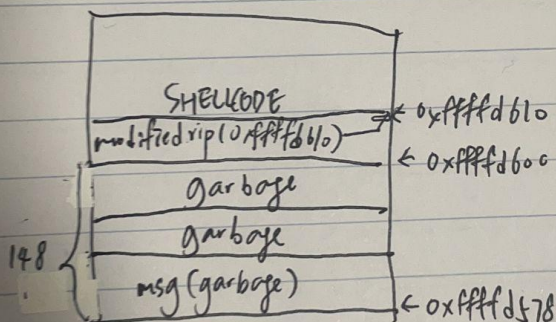 SHELLCODE
← 0xffffd610
modified rip (0xffffd610)
← 0xffffd60c
garbage
garbage
148
msg (garbage)
← 0xffffd578